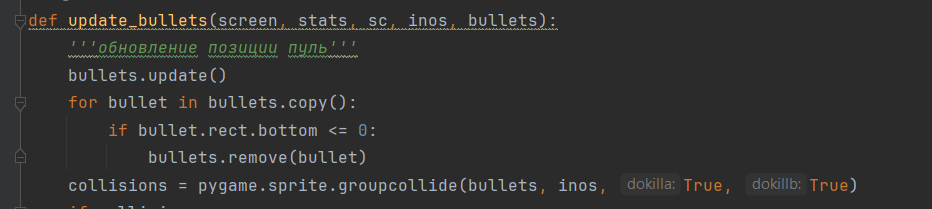 def update_bullets(screen, stats, sc, inos, bullets):
'''обновление позиции пуль'''
bullets.update()
for bullet in bullets.copy():
if bullet.rect.bottom <= 0:
bullets.remove(bullet)
collisions = pygame.sprite.groupcollide(bullets, inos, dokilla: True, dokillb: True)